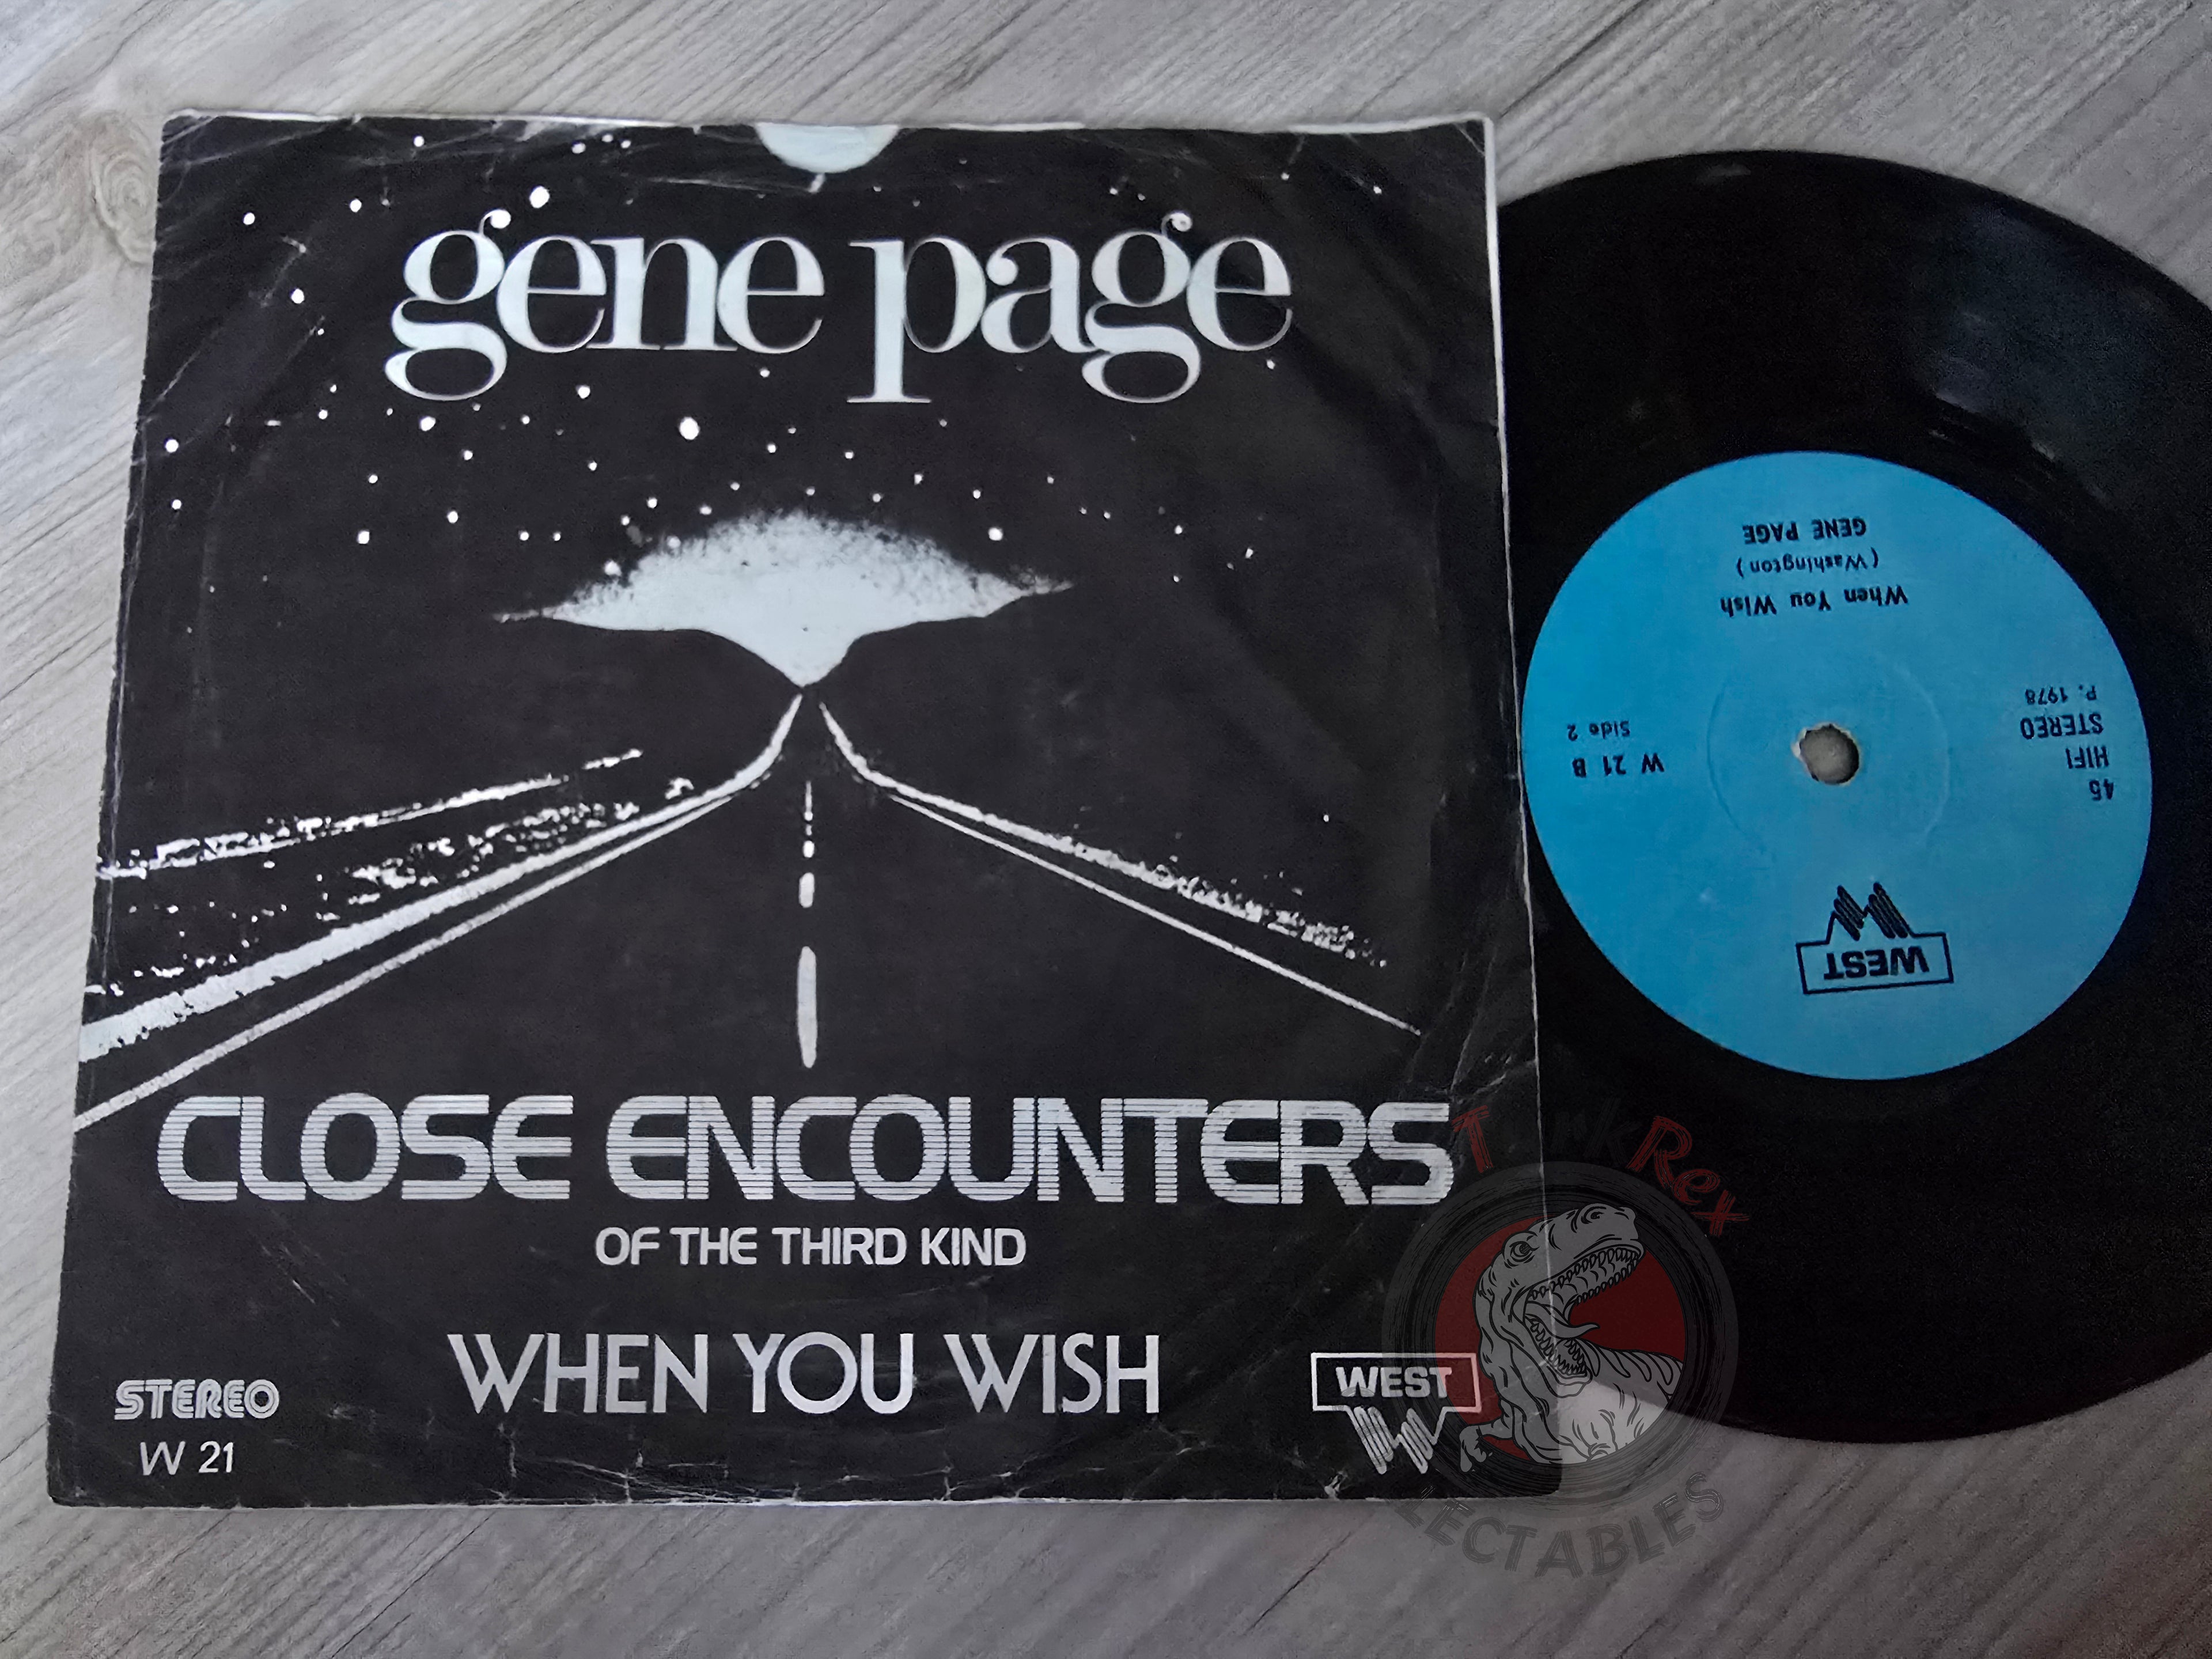 gene page
CLOSE ENCOUNTERS
OF THE THIRD KIND
WHEN YOU WISH
STEREO
W 21
WEST
WEST
45
HIFI
STEREO
P. 1978
W 21 B
Side 2
When You Wish
(Washington)
GENE PAGE
Rex
LECTABLES